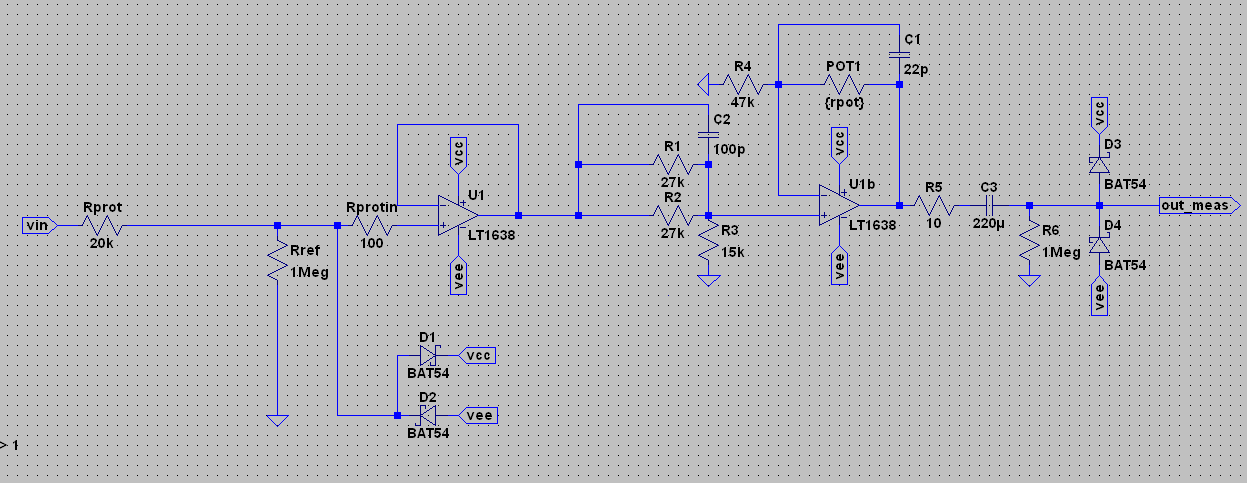 C1
22p
R4
47k
POT1
{rpot}
vcc
C2
100p
R1
27k
vcc
U1
LT1638
vee
R2
27k
R3
15k
vcc
U1b
LT1638
vee
R5
10
C3
220µ
R6
1Meg
vcc
D3
BAT54
out_meas
D4
BAT54
vee
vin
Rprot
20k
Rref
1Meg
Rprotin
100
D1
BAT54
vcc
D2
BAT54
vee
> 1